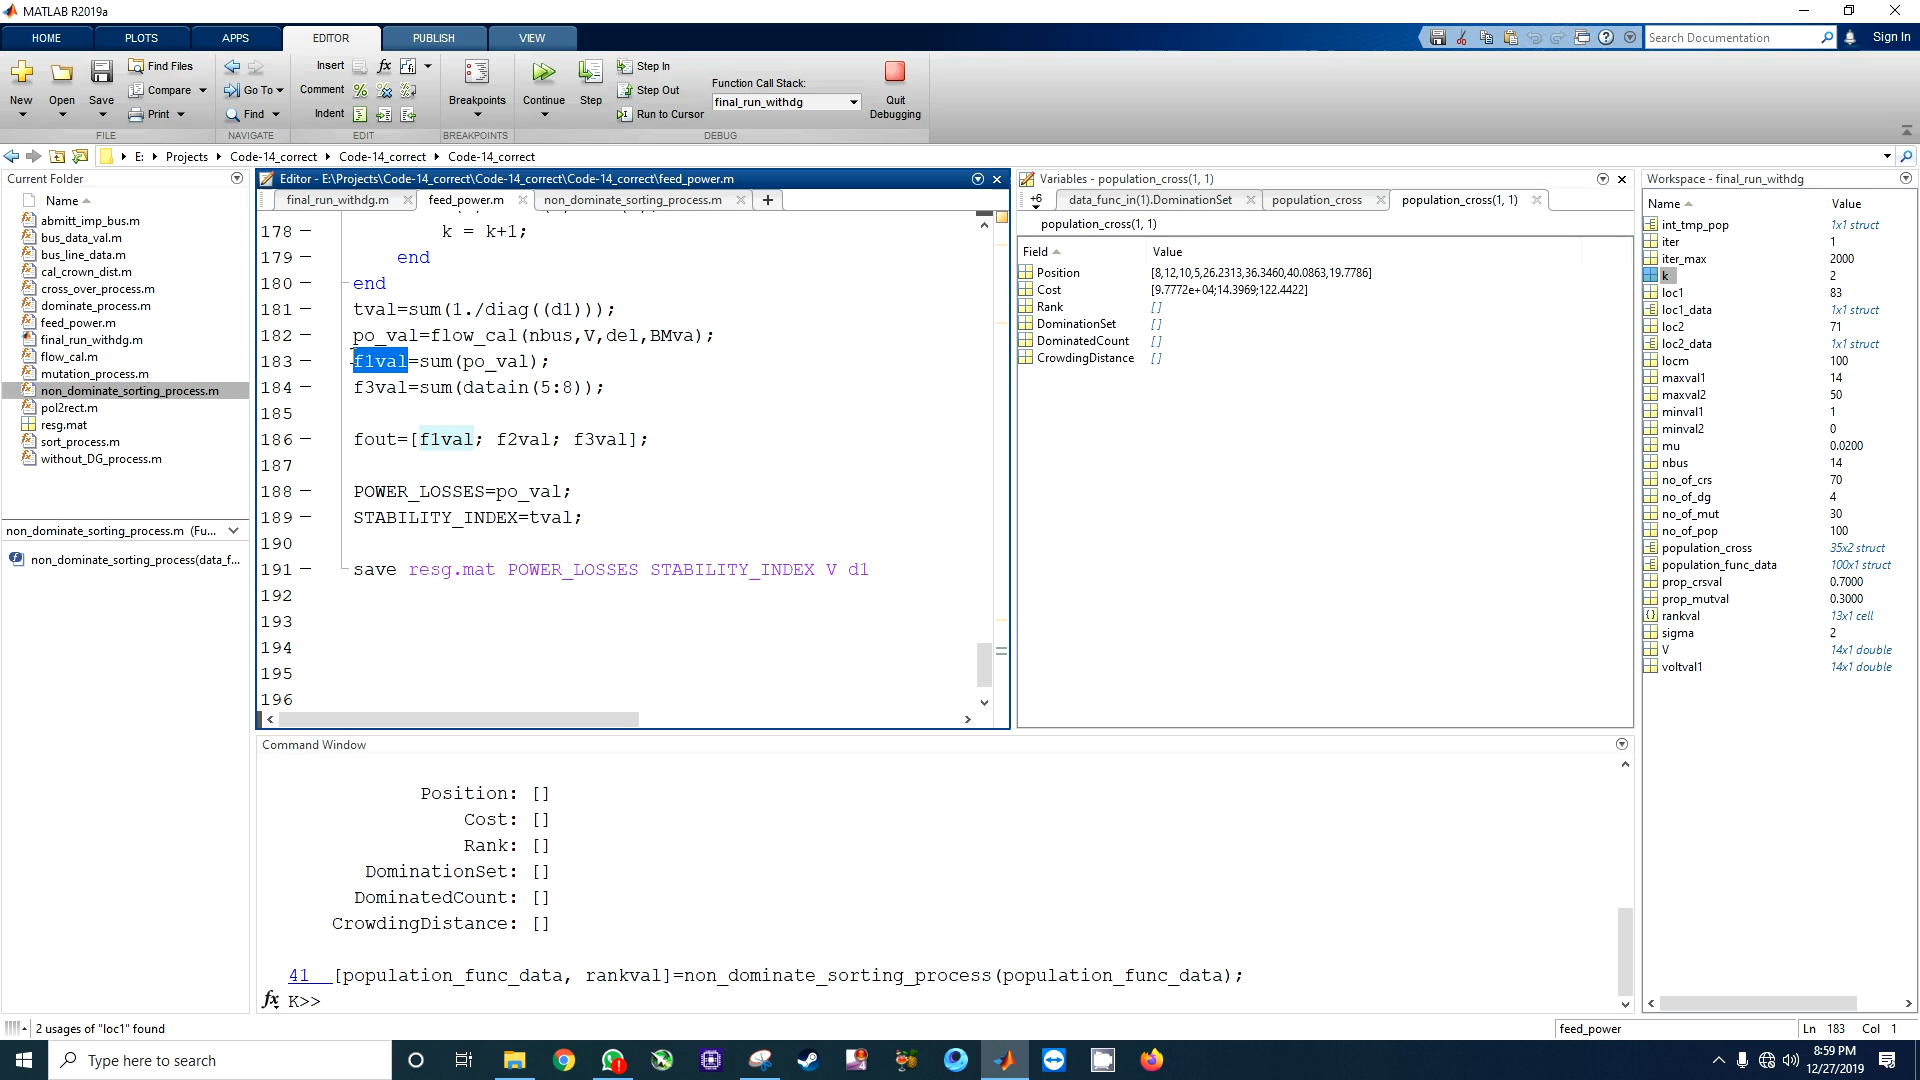 MATLAB R2019a
HOME PLOTS APPS EDITOR PUBLISH VIEW
Search Documentation Sign In
New Open Save Find Files Compare Print
Go To Find
Insert fx
Comment
Indent
Breakpoints Continue Step
Step In
Step Out
Run to Cursor
Function Call Stack:
final_run_withdg
Quit Debugging
FILE NAVIGATE EDIT BREAKPOINTS DEBUG
E: Projects Code-14_correct Code-14_correct Code-14_correct
Current Folder
Name
abmitt_imp_bus.m
bus_data_val.m
bus_line_data.m
cal_crown_dist.m
cross_over_process.m
dominate_process.m
feed_power.m
final_run_withdg.m
flow_cal.m
mutation_process.m
non_dominate_sorting_process.m
pol2rect.m
resg.mat
sort_process.m
without_DG_process.m
non_dominate_sorting_process.m (Fu...
non_dominate_sorting_process(data_f...
Editor - E:\Projects\Code-14_correct\Code-14_correct\Code-14_correct\feed_power.m
final_run_withdg.m feed_power.m non_dominate_sorting_process.m +
178 – k = k+1;
179 – end
180 – end
181 – tval=sum(1./diag((d1)));
182 – po_val=flow_cal(nbus,V,del,BMva);
183 – f1val=sum(po_val);
184 – f3val=sum(datain(5:8));
185
186 – fout=[f1val; f2val; f3val];
187
188 – POWER_LOSSES=po_val;
189 – STABILITY_INDEX=tval;
190
191 – save resg.mat POWER_LOSSES STABILITY_INDEX V d1
192
193
194
195
196
Variables - population_cross(1, 1)
+6 data_func_in(1).DominationSet population_cross population_cross(1, 1)
population_cross(1, 1)
Field Value
Position [8,12,10,5,26.2313,36.3460,40.0863,19.7786]
Cost [9.7772e+04;14.3969;122.4422]
Rank []
DominationSet []
DominatedCount []
CrowdingDistance []
Workspace - final_run_withdg
Name Value
int_tmp_pop 1x1 struct
iter 1
iter_max 2000
k 2
loc1 83
loc1_data 1x1 struct
loc2 71
loc2_data 1x1 struct
locm 100
maxval1 14
maxval2 50
minval1 1
minval2 0
mu 0.0200
nbus 14
no_of_crs 70
no_of_dg 4
no_of_mut 30
no_of_pop 100
population_cross 35x2 struct
population_func_data 100x1 struct
prop_crsval 0.7000
prop_mutval 0.3000
rankval 13x1 cell
sigma 2
V 14x1 double
voltval1 14x1 double
Command Window
Position: []
Cost: []
Rank: []
DominationSet: []
DominatedCount: []
CrowdingDistance: []
41 [population_func_data, rankval]=non_dominate_sorting_process(population_func_data);
fx K>>
2 usages of "loc1" found
feed_power Ln 183 Col 1
Type here to search
8:59 PM
12/27/2019